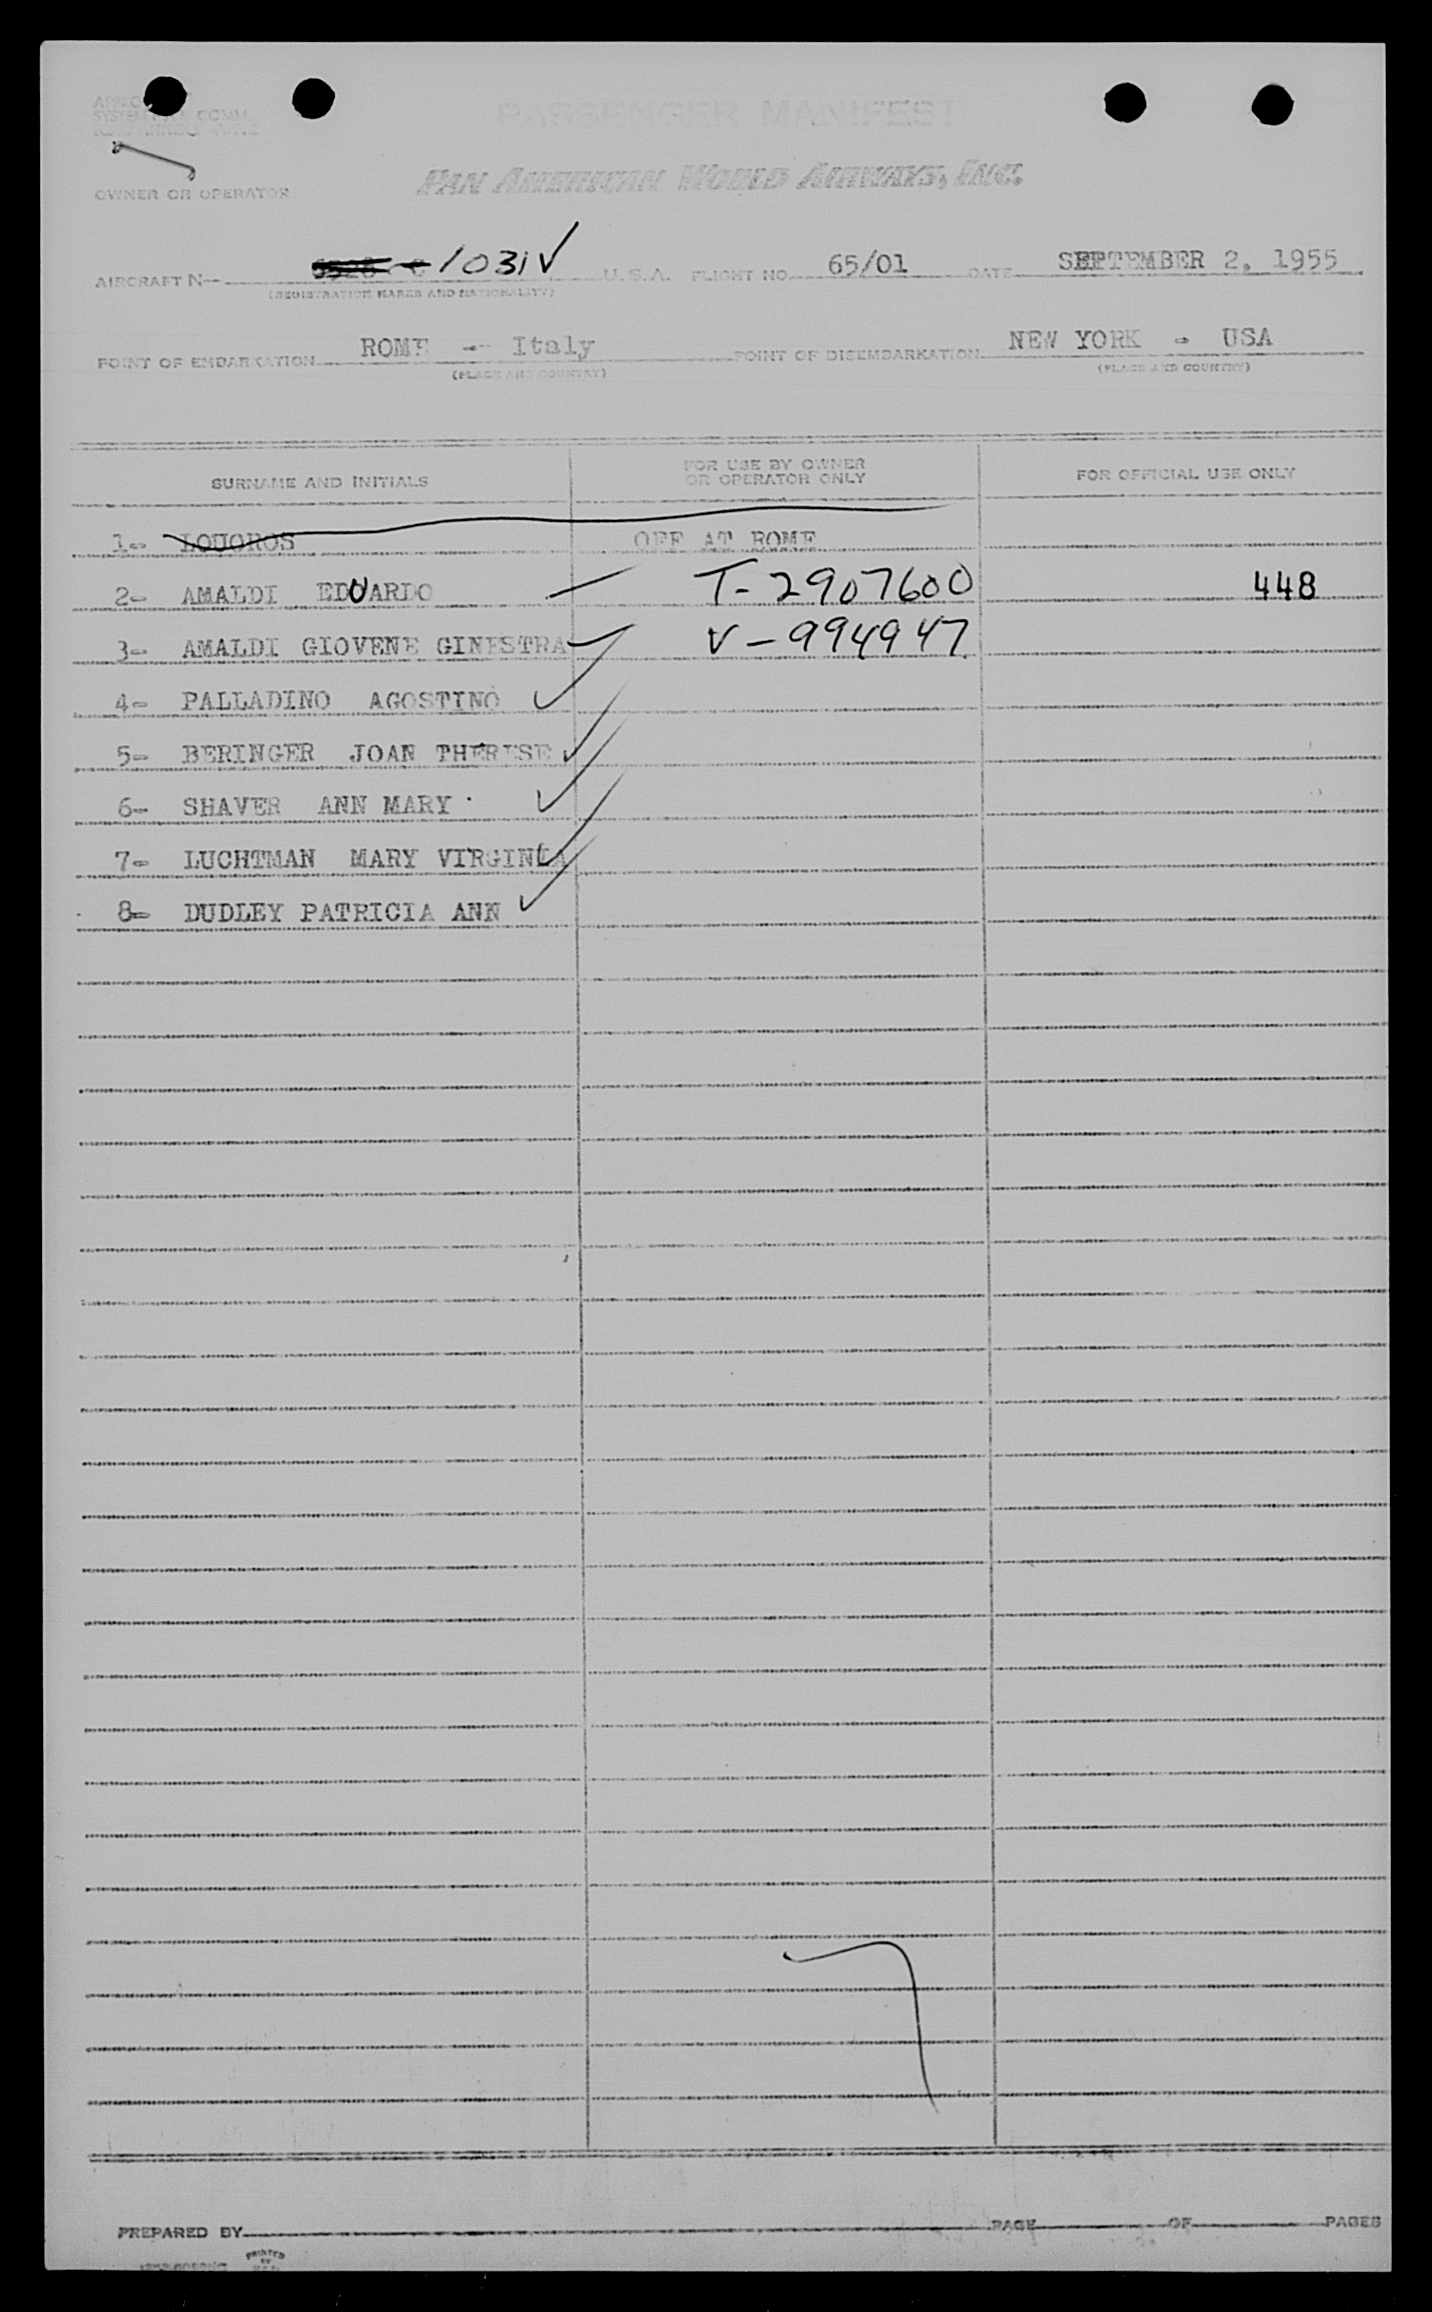 PASSENGER MANIFEST
OWNER OR OPERATOR PAN AMERICAN WORLD AIRWAYS, INC.
AIRCRAFT N- 1031V U.S.A. FLIGHT NO. 65/01 DATE SEPTEMBER 2, 1955
(REGISTRATION MARKS AND NATIONALITY)
POINT OF EMBARKATION ROME - Italy POINT OF DISEMBARKATION NEW YORK - USA
(PLACE AND COUNTRY) (PLACE AND COUNTRY)
SURNAME AND INITIALS FOR USE BY OWNER OR OPERATOR ONLY FOR OFFICIAL USE ONLY
1- LOUOROS OFF AT ROME
2- AMALDI EDUARDO T-2907600 448
3- AMALDI GIOVENE GINESTRA V-994947
4- PALLADINO AGOSTINO
5- BERINGER JOAN THERESE
6- SHAVER ANN MARY
7- LUCHTMAN MARY VIRGINIA
8- DUDLEY PATRICIA ANN
PREPARED BY PAGE OF PAGES
PRINTED